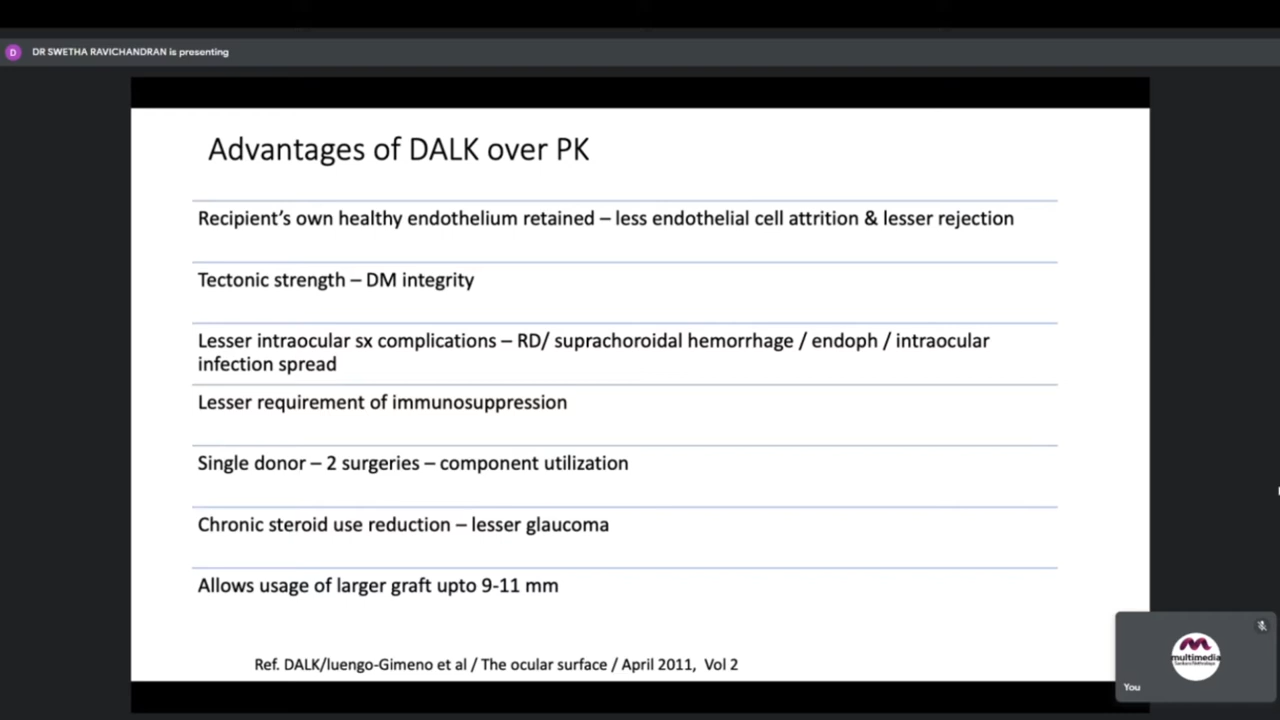 D
DR SWETHA RAVICHANDRAN is presenting
Advantages of DALK over PK
Recipient's own healthy endothelium retained – less endothelial cell attrition & lesser rejection
Tectonic strength – DM integrity
Lesser intraocular sx complications – RD/ suprachoroidal hemorrhage / endoph / intraocular
infection spread
Lesser requirement of immunosuppression
Single donor – 2 surgeries – component utilization
Chronic steroid use reduction – lesser glaucoma
Allows usage of larger graft upto 9-11 mm
Ref. DALK/luengo-Gimeno et al / The ocular surface / April 2011, Vol 2
multimedia
You